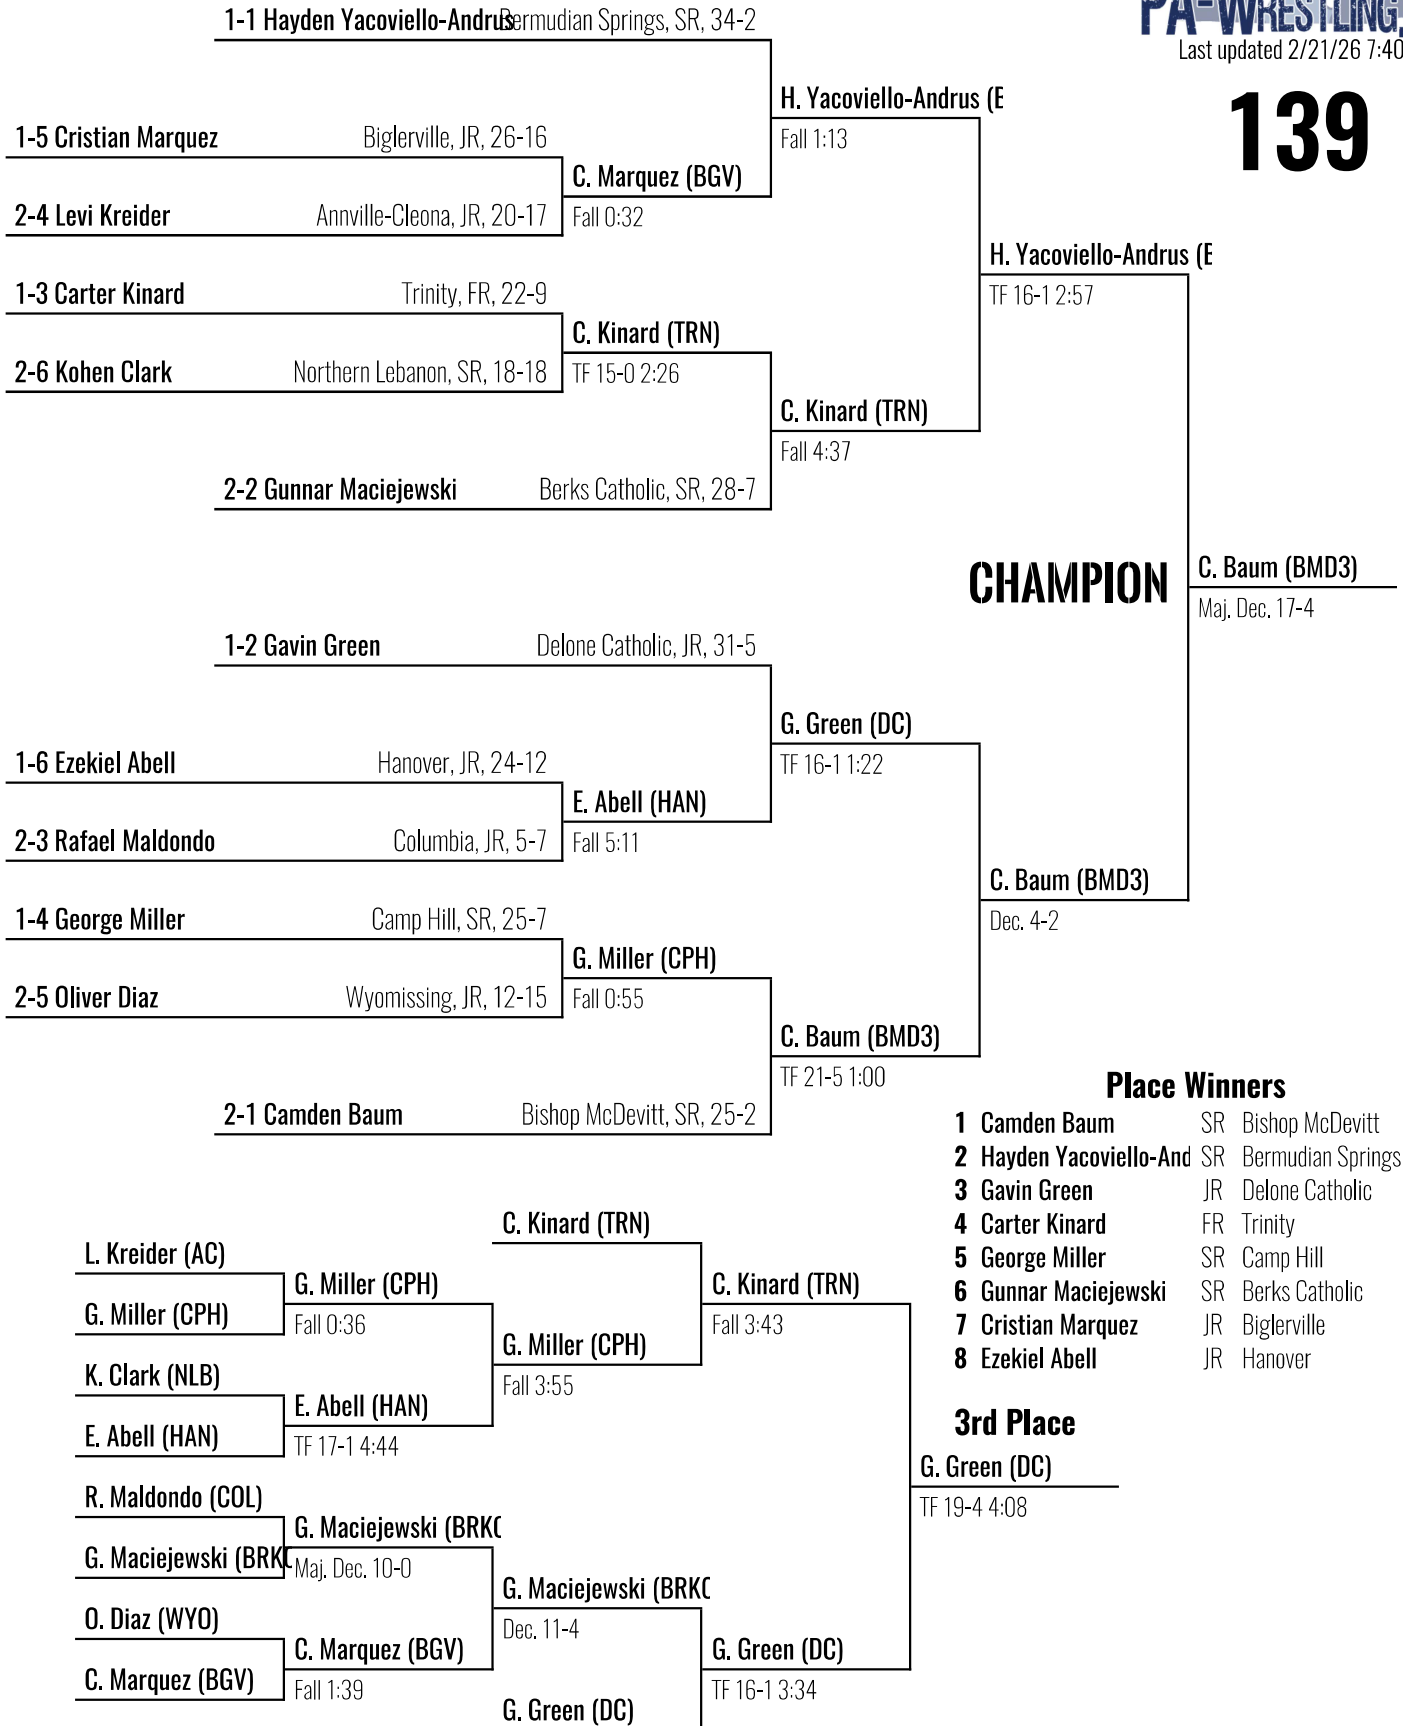 PA-WRESTLING.
Last updated 2/21/26 7:40
139
1-1 Hayden Yacoviello-Andrus Bermudian Springs, SR, 34-2
H. Yacoviello-Andrus (B
Fall 1:13
1-5 Cristian Marquez Biglerville, JR, 26-16
C. Marquez (BGV)
Fall 0:32
2-4 Levi Kreider Annville-Cleona, JR, 20-17
H. Yacoviello-Andrus (B
TF 16-1 2:57
1-3 Carter Kinard Trinity, FR, 22-9
C. Kinard (TRN)
TF 15-0 2:26
2-6 Kohen Clark Northern Lebanon, SR, 18-18
C. Kinard (TRN)
Fall 4:37
2-2 Gunnar Maciejewski Berks Catholic, SR, 28-7
CHAMPION
C. Baum (BMD3)
Maj. Dec. 17-4
1-2 Gavin Green Delone Catholic, JR, 31-5
G. Green (DC)
TF 16-1 1:22
1-6 Ezekiel Abell Hanover, JR, 24-12
E. Abell (HAN)
Fall 5:11
2-3 Rafael Maldondo Columbia, JR, 5-7
C. Baum (BMD3)
Dec. 4-2
1-4 George Miller Camp Hill, SR, 25-7
G. Miller (CPH)
Fall 0:55
2-5 Oliver Diaz Wyomissing, JR, 12-15
C. Baum (BMD3)
TF 21-5 1:00
2-1 Camden Baum Bishop McDevitt, SR, 25-2
Place Winners
1 Camden Baum SR Bishop McDevitt
2 Hayden Yacoviello-And SR Bermudian Springs
3 Gavin Green JR Delone Catholic
4 Carter Kinard FR Trinity
5 George Miller SR Camp Hill
6 Gunnar Maciejewski SR Berks Catholic
7 Cristian Marquez JR Biglerville
8 Ezekiel Abell JR Hanover
C. Kinard (TRN)
L. Kreider (AC)
G. Miller (CPH)
Fall 0:36
G. Miller (CPH)
C. Kinard (TRN)
Fall 3:43
G. Miller (CPH)
Fall 3:55
K. Clark (NLB)
E. Abell (HAN)
TF 17-1 4:44
E. Abell (HAN)
3rd Place
G. Green (DC)
TF 19-4 4:08
R. Maldondo (COL)
G. Maciejewski (BRKC
Maj. Dec. 10-0
G. Maciejewski (BRKC
G. Maciejewski (BRKC
Dec. 11-4
O. Diaz (WYO)
C. Marquez (BGV)
Fall 1:39
C. Marquez (BGV)
G. Green (DC)
TF 16-1 3:34
G. Green (DC)